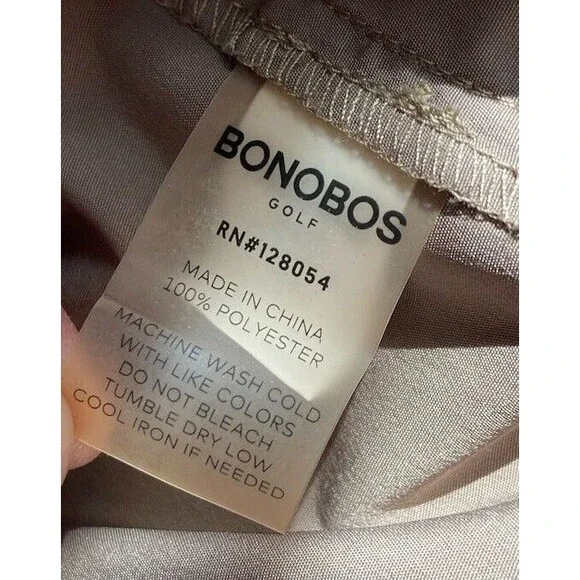 BONOBOS
GOLF
RN#128054
MADE IN CHINA
100% POLYESTER
MACHINE WASH COLD
WITH LIKE COLORS
DO NOT BLEACH
TUMBLE DRY LOW
COOL IRON IF NEEDED